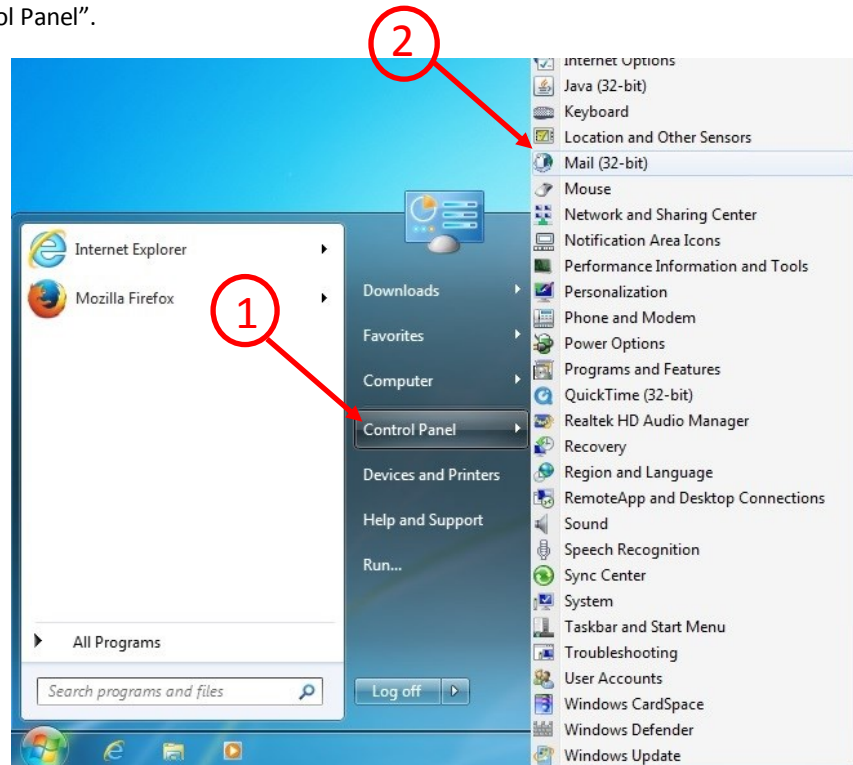 ol Panel”.
2
Internet Options
Java (32-bit)
Keyboard
Location and Other Sensors
Mail (32-bit)
Mouse
Network and Sharing Center
Notification Area Icons
Performance Information and Tools
Personalization
Phone and Modem
Power Options
Programs and Features
QuickTime (32-bit)
Realtek HD Audio Manager
Recovery
Region and Language
RemoteApp and Desktop Connections
Sound
Speech Recognition
Sync Center
System
Taskbar and Start Menu
Troubleshooting
User Accounts
Windows CardSpace
Windows Defender
Windows Update
Internet Explorer
Mozilla Firefox
1
Downloads
Favorites
Computer
Control Panel
Devices and Printers
Help and Support
Run...
All Programs
Search programs and files
Log off